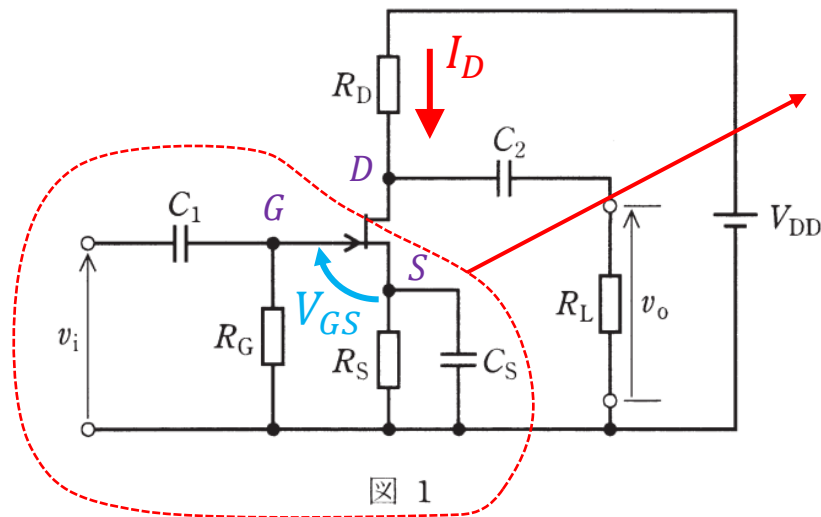 I_D
R_D
D
C_2
G
C_1
S
V_DD
V_GS
R_L
v_o
v_i
R_G
R_S
C_S
図 1